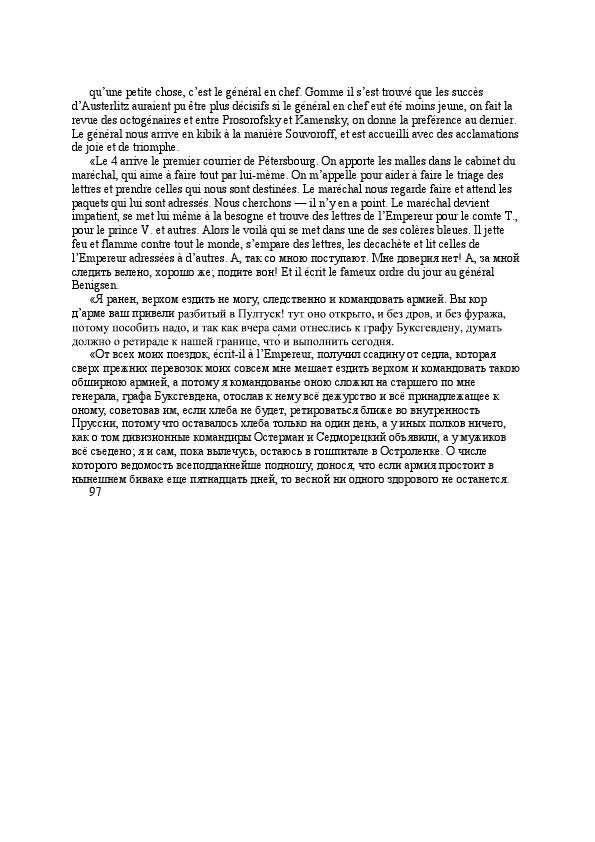 qu’une petite chose, c’est le général en chef. Gomme il s’est trouvé que les succès
d’Austerlitz auraient pu être plus décisifs si le général en chef eut été moins jeune, on fait la
revue des octogénaires et entre Prosorofsky et Kamensky, on donne la preférence au dernier.
Le général nous arrive en kibik à la manière Souvoroff, et est accueilli avec des acclamations
de joie et de triomphe.
«Le 4 arrive le premier courrier de Pétersbourg. On apporte les malles dans le cabinet du
maréchal, qui aime à faire tout par lui-mème. On m’appelle pour aider à faire le triage des
lettres et prendre celles qui nous sont destinées. Le maréchal nous regarde faire et attend les
paquets qui lui sont adressés. Nous cherchons — il n’y en a point. Le maréchal devient
impatient, se met lui même à la besogne et trouve des lettres de l’Empereur pour le comte T.,
pour le prince V. et autres. Alors le voilà qui se met dans une de ses colères bleues. Il jette
feu et flamme contre tout le monde, s’empare des lettres, les decachète et lit celles de
l’Empereur adressées à d’autres. А, так со мною поступают. Мне доверия нет! А, за мной
следить велено, хорошо же; подите вон! Et il écrit le fameux ordre du jour au général
Benigsen.
«Я ранен, верхом ездить не могу, следственно и командовать армией. Вы кор
д’арме ваш привели разбитый в Пултуск! тут оно открыто, и без дров, и без фуража,
потому пособить надо, и так как вчера сами отнеслись к графу Буксгевдену, думать
должно о ретираде к нашей границе, что́ и выполнить сегодня.
«От всех моих поездок, écrit-il à l’Empereur, получил ссадину от седла, которая
сверх прежних перевозок моих совсем мне мешает ездить верхом и командовать такою
обширною армией, а потому я командованье оною сложил на старшего по мне
генерала, графа Буксгевдена, отослав к нему всё дежурство и всё принадлежащее к
оному, советовав им, если хлеба не будет, ретироваться ближе во внутренность
Пруссии, потому что оставалось хлеба только на один день, а у иных полков ничего,
как о том дивизионные командиры Остерман и Седморецкий объявили, а у мужиков
всё съедено; я и сам, пока вылечусь, остаюсь в гошпитале в Остроленке. О числе
которого ведомость всеподданнейше подношу, донося, что если армия простоит в
нынешнем биваке еще пятнадцать дней, то весной ни одного здорового не останется.
97